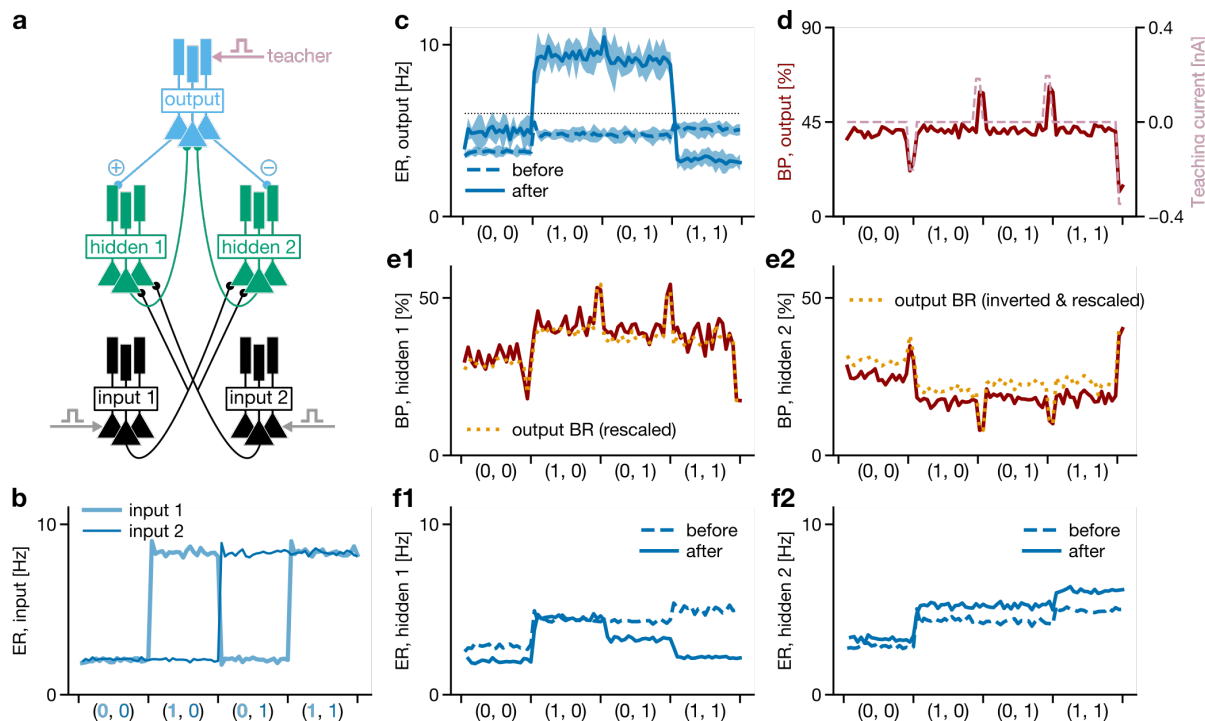 a
teacher
output
+
−
hidden 1
hidden 2
input 1
input 2
b
ER, input [Hz]
10
0
input 1
input 2
(0, 0)
(1, 0)
(0, 1)
(1, 1)
c
ER, output [Hz]
10
0
before
after
(0, 0)
(1, 0)
(0, 1)
(1, 1)
d
BP, output [%]
90
45
0
Teaching current [nA]
0.4
0.0
−0.4
(0, 0)
(1, 0)
(0, 1)
(1, 1)
e1
BP, hidden 1 [%]
50
0
output BR (rescaled)
(0, 0)
(1, 0)
(0, 1)
(1, 1)
e2
BP, hidden 2 [%]
50
0
output BR (inverted & rescaled)
(0, 0)
(1, 0)
(0, 1)
(1, 1)
f1
ER, hidden 1 [Hz]
10
0
before
after
(0, 0)
(1, 0)
(0, 1)
(1, 1)
f2
ER, hidden 2 [Hz]
10
0
before
after
(0, 0)
(1, 0)
(0, 1)
(1, 1)